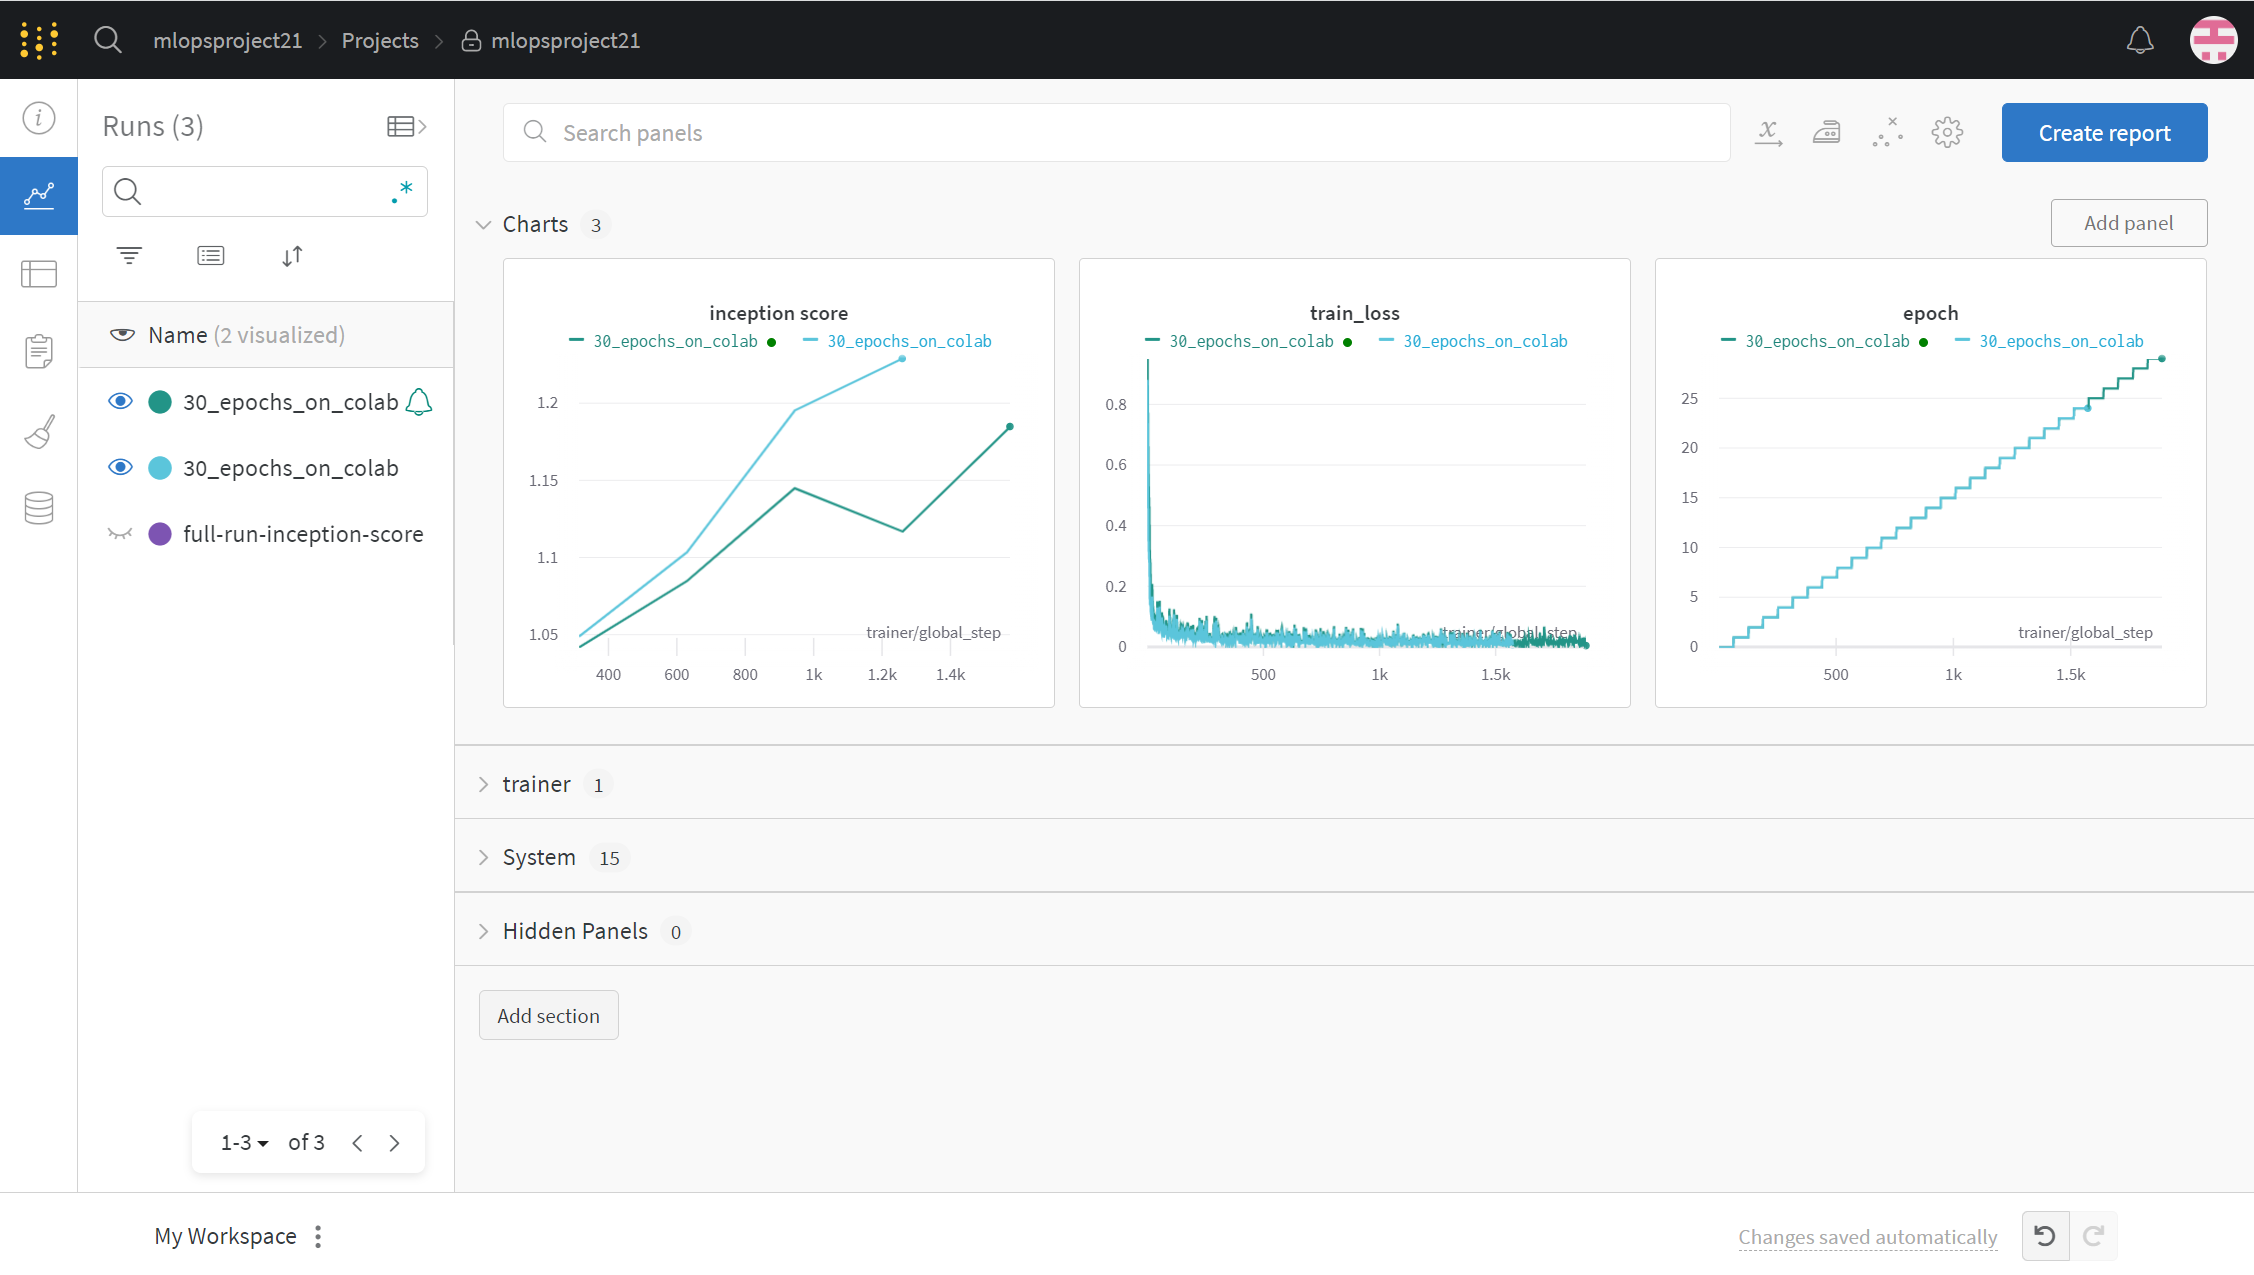 mlopsproject21 > Projects > mlopsproject21
Runs (3)
.*
Name (2 visualized)
30_epochs_on_colab
30_epochs_on_colab
full-run-inception-score
1-3 of 3
Search panels
Create report
Charts 3
Add panel
inception score
30_epochs_on_colab 30_epochs_on_colab
1.2
1.15
1.1
1.05
trainer/global_step
400 600 800 1k 1.2k 1.4k
train_loss
30_epochs_on_colab 30_epochs_on_colab
0.8
0.6
0.4
0.2
0
trainer/global_step
500 1k 1.5k
epoch
30_epochs_on_colab 30_epochs_on_colab
25
20
15
10
5
0
trainer/global_step
500 1k 1.5k
trainer 1
System 15
Hidden Panels 0
Add section
My Workspace
Changes saved automatically